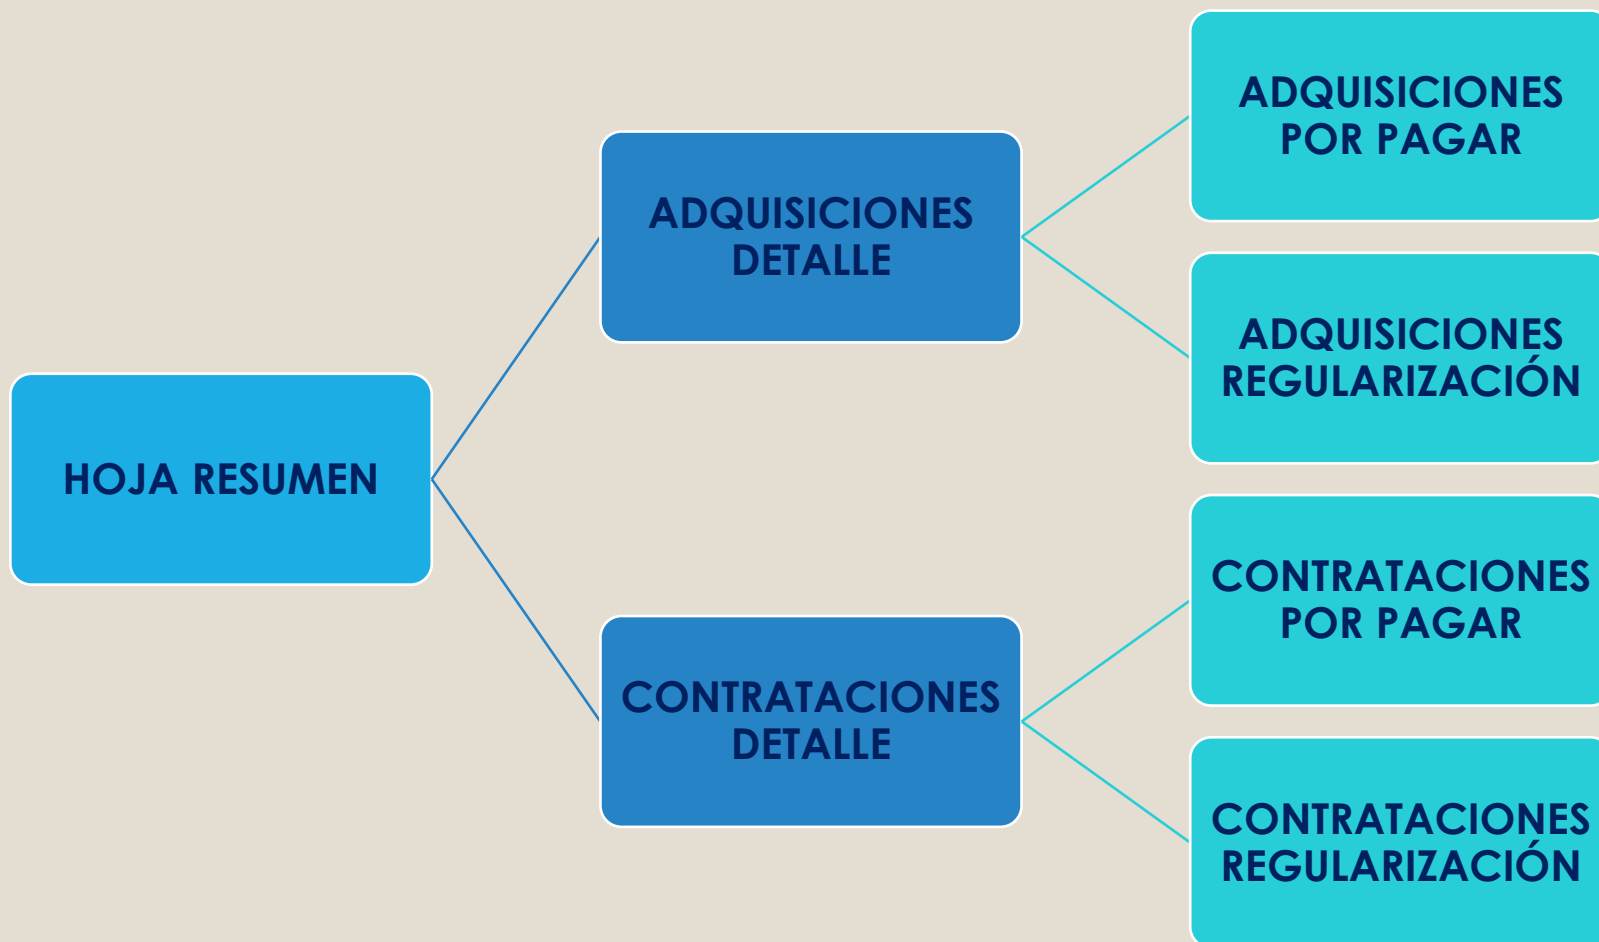 HOJA RESUMEN
ADQUISICIONES
DETALLE
ADQUISICIONES
POR PAGAR
ADQUISICIONES
REGULARIZACIÓN
CONTRATACIONES
DETALLE
CONTRATACIONES
POR PAGAR
CONTRATACIONES
REGULARIZACIÓN